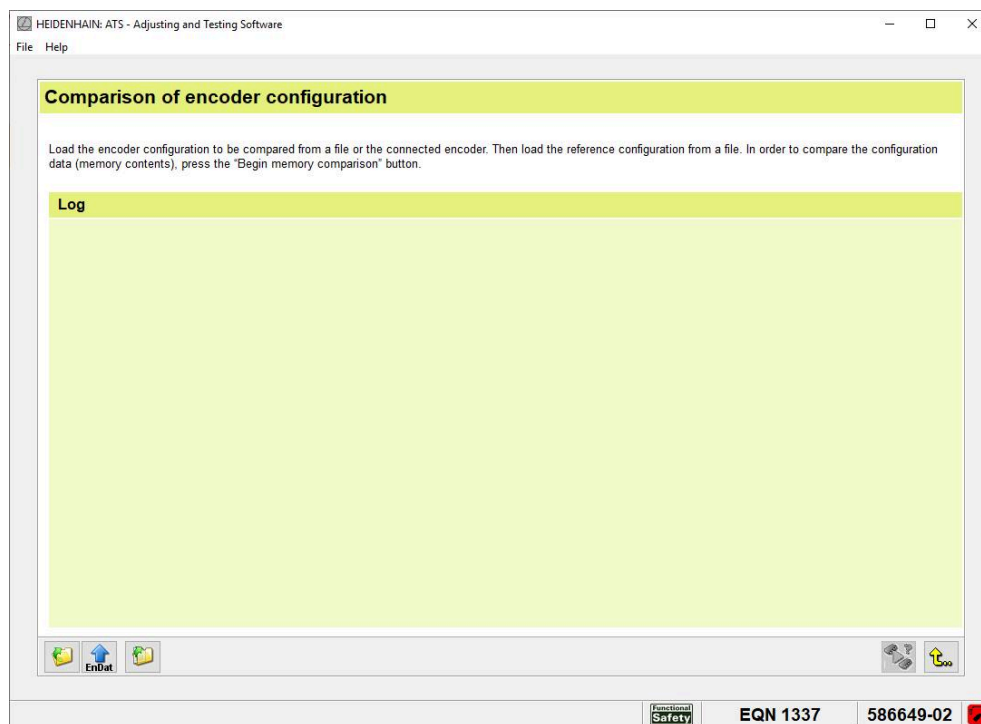 HEIDENHAIN: ATS - Adjusting and Testing Software
File Help
Comparison of encoder configuration
Load the encoder configuration to be compared from a file or the connected encoder. Then load the reference configuration from a file. In order to compare the configuration
data (memory contents), press the “Begin memory comparison” button.
Log
EnDat
Functional
Safety
EQN 1337
586649-02